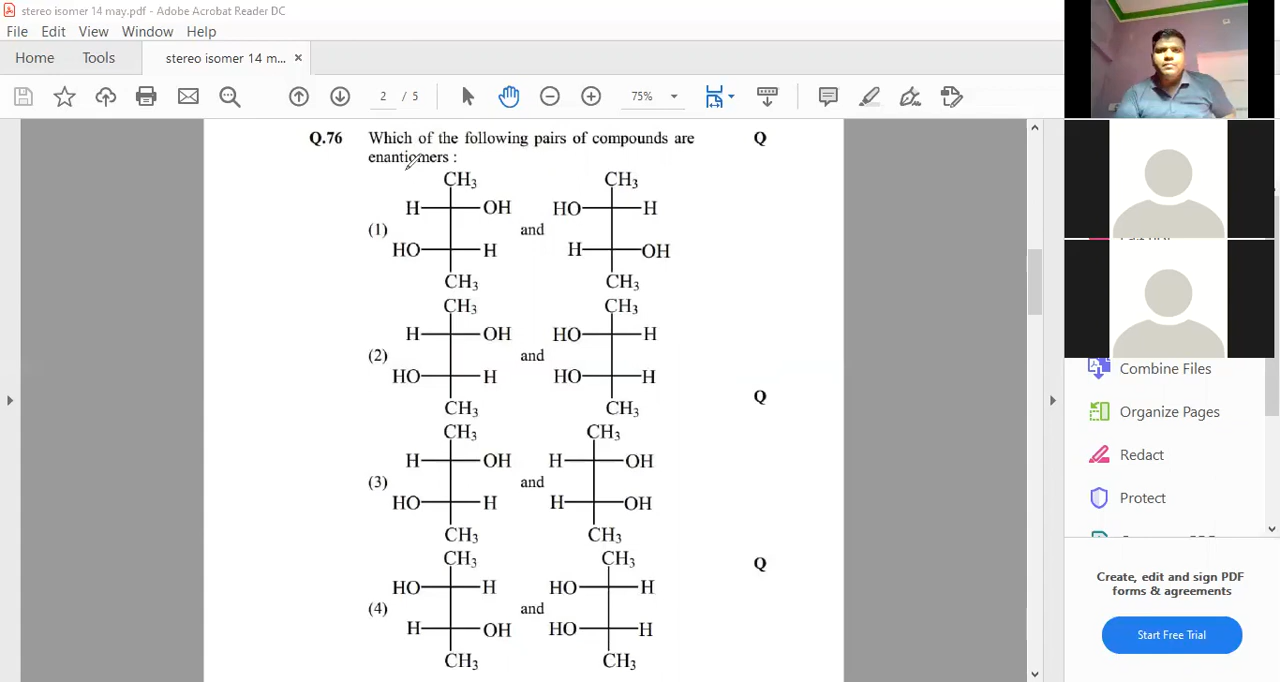 stereo isomer 14 may.pdf - Adobe Acrobat Reader DC
File Edit View Window Help
Home Tools stereo isomer 14 m... ×
2 / 5 75%
Q.76 Which of the following pairs of compounds are Q
enantiomers :
CH3 CH3
H OH HO H
(1) and
HO H H OH
CH3 CH3
CH3 CH3
H OH HO H
(2) and
HO H HO H
CH3 CH3
Q
CH3 CH3
H OH H OH
(3) and
HO H H OH
CH3 CH3
CH3 CH3
Q
HO H HO H
(4) and
H OH HO H
CH3 CH3
Combine Files
Organize Pages
Redact
Protect
Create, edit and sign PDF
forms & agreements
Start Free Trial